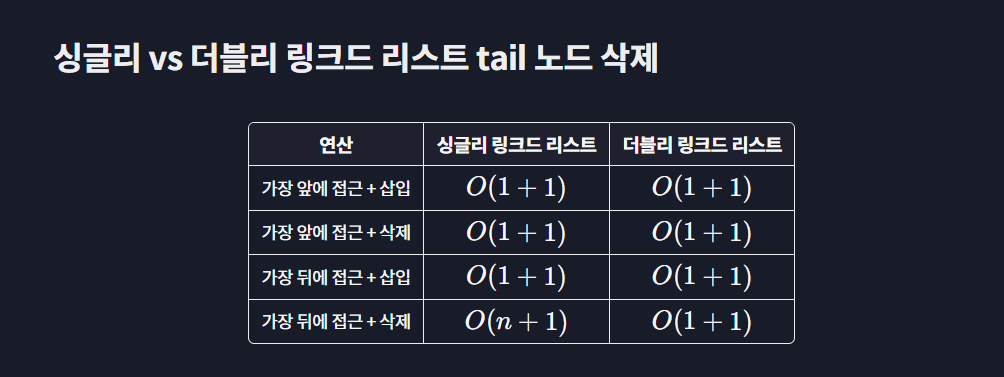 싱글리 vs 더블리 링크드 리스트 tail 노드 삭제
연산 싱글리 링크드 리스트 더블리 링크드 리스트
가장 앞에 접근 + 삽입 O(1 + 1) O(1 + 1)
가장 앞에 접근 + 삭제 O(1 + 1) O(1 + 1)
가장 뒤에 접근 + 삽입 O(1 + 1) O(1 + 1)
가장 뒤에 접근 + 삭제 O(n + 1) O(1 + 1)